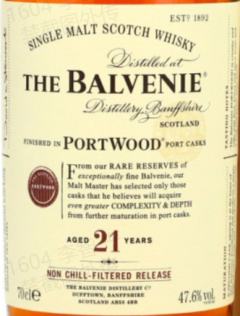 ESTD 1892
SINGLE MALT SCOTCH WHISKY
Distilled at
THE BALVENIE®
Distillery, Banffshire
SCOTLAND
FINISHED IN PORTWOOD PORT CASKS
From our RARE RESERVES of
exceptionally fine Balvenie, our
Malt Master has selected only those
casks that he believes will acquire
even greater COMPLEXITY & DEPTH
from further maturation in port casks.
PORTWOOD
AGED 21 YEARS
NON CHILL-FILTERED RELEASE
70cl e
THE BALVENIE DISTILLERY Co
DUFFTOWN, BANFFSHIRE
SCOTLAND AB55 4BB
47.6% vol